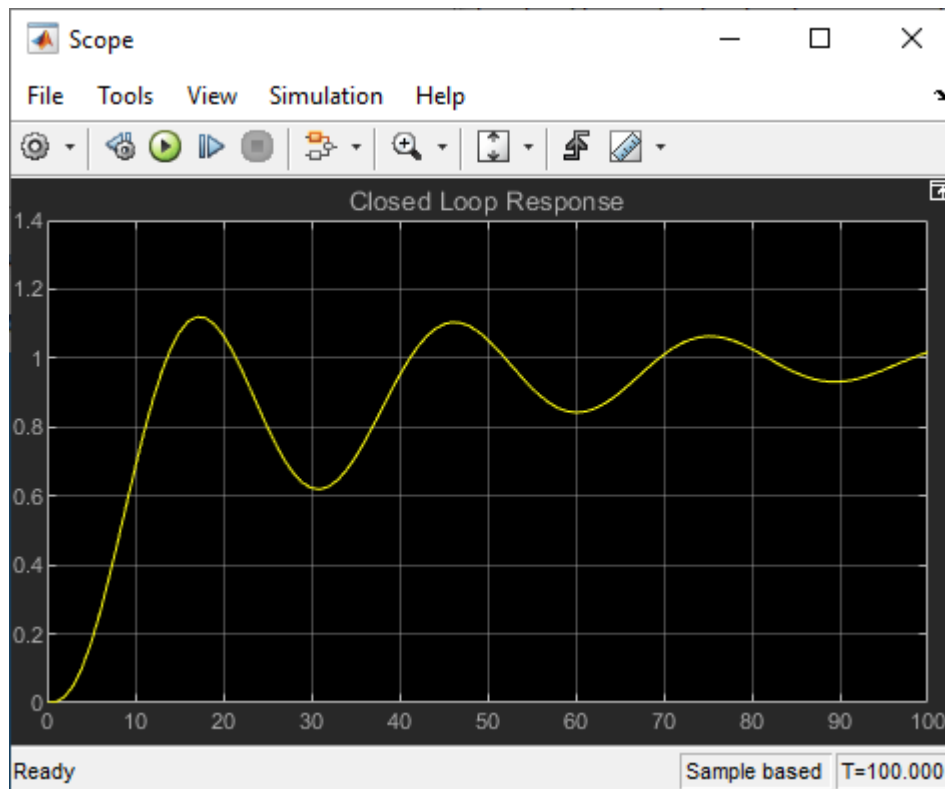 Scope
File Tools View Simulation Help
Closed Loop Response
1.4
1.2
1
0.8
0.6
0.4
0.2
0
0 10 20 30 40 50 60 70 80 90 100
Ready Sample based T=100.000